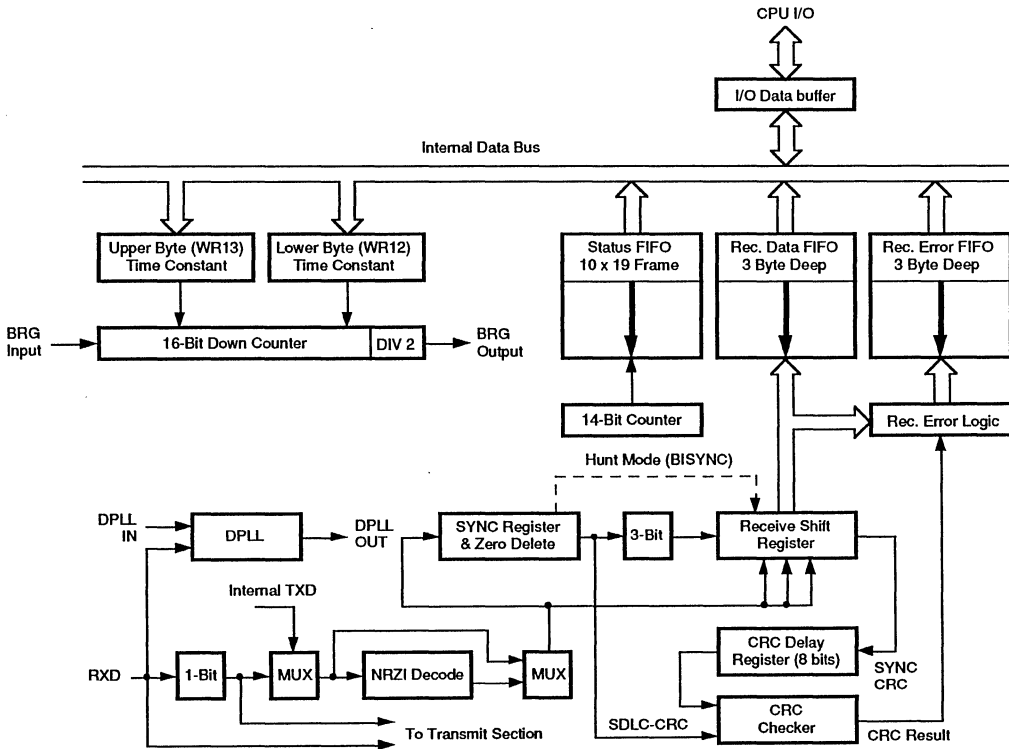 CPU I/O
I/O Data buffer
Internal Data Bus
Upper Byte (WR13)
Time Constant
Lower Byte (WR12)
Time Constant
Status FIFO
10 x 19 Frame
Rec. Data FIFO
3 Byte Deep
Rec. Error FIFO
3 Byte Deep
BRG
Input
16-Bit Down Counter
DIV 2
BRG
Output
14-Bit Counter
Rec. Error Logic
Hunt Mode (BISYNC)
DPLL
IN
DPLL
DPLL
OUT
SYNC Register
& Zero Delete
3-Bit
Receive Shift
Register
Internal TXD
RXD
1-Bit
MUX
NRZI Decode
MUX
CRC Delay
Register (8 bits)
SYNC
CRC
SDLC-CRC
CRC
Checker
CRC Result
To Transmit Section